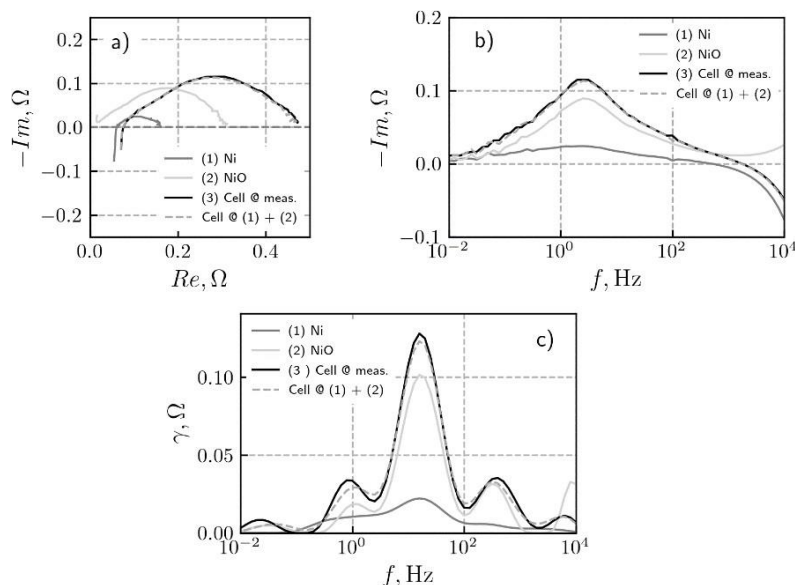 a)
0.2
0.1
0.0
−0.1
−0.2
−Im, Ω
(1) Ni
(2) NiO
(3) Cell @ meas.
Cell @ (1) + (2)
0.0 0.2 0.4
Re, Ω
b)
0.2
0.1
0.0
−0.1
−Im, Ω
(1) Ni
(2) NiO
(3) Cell @ meas.
Cell @ (1) + (2)
10⁻² 10⁰ 10² 10⁴
f, Hz
c)
0.10
0.05
0.00
γ, Ω
(1) Ni
(2) NiO
(3 ) Cell @ meas.
Cell @ (1) + (2)
10⁻² 10⁰ 10² 10⁴
f, Hz